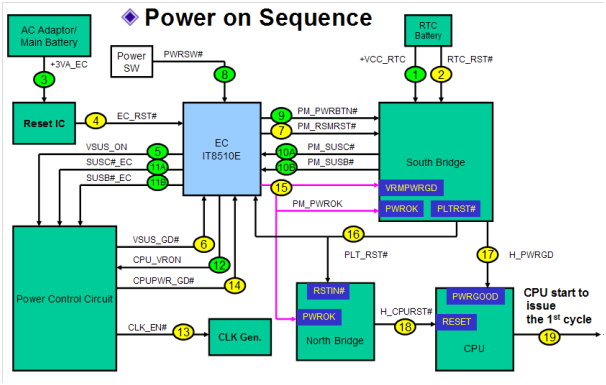 Power on Sequence
AC Adaptor/
Main Battery
Power
SW
PWRSW#
8
RTC
Battery
+3VA_EC
3
+VCC_RTC
1
RTC_RST#
2
Reset IC
4
EC_RST#
EC
IT8510E
9
PM_PWRBTN#
7
PM_RSMRST#
10A
PM_SUSC#
10B
PM_SUSB#
South Bridge
VSUS_ON
5
SUSC#_EC
11A
SUSB#_EC
11B
15
VRMPWRGD
PM_PWROK
PWROK
PLTRST#
16
PLT_RST#
17
H_PWRGD
VSUS_GD#
6
CPU_VRON
12
CPUPWR_GD#
14
Power Control Circuit
CLK_EN#
13
CLK Gen.
RSTIN#
PWROK
North Bridge
H_CPURST#
18
PWRGOOD
RESET
CPU
CPU start to
issue
the 1st cycle
19